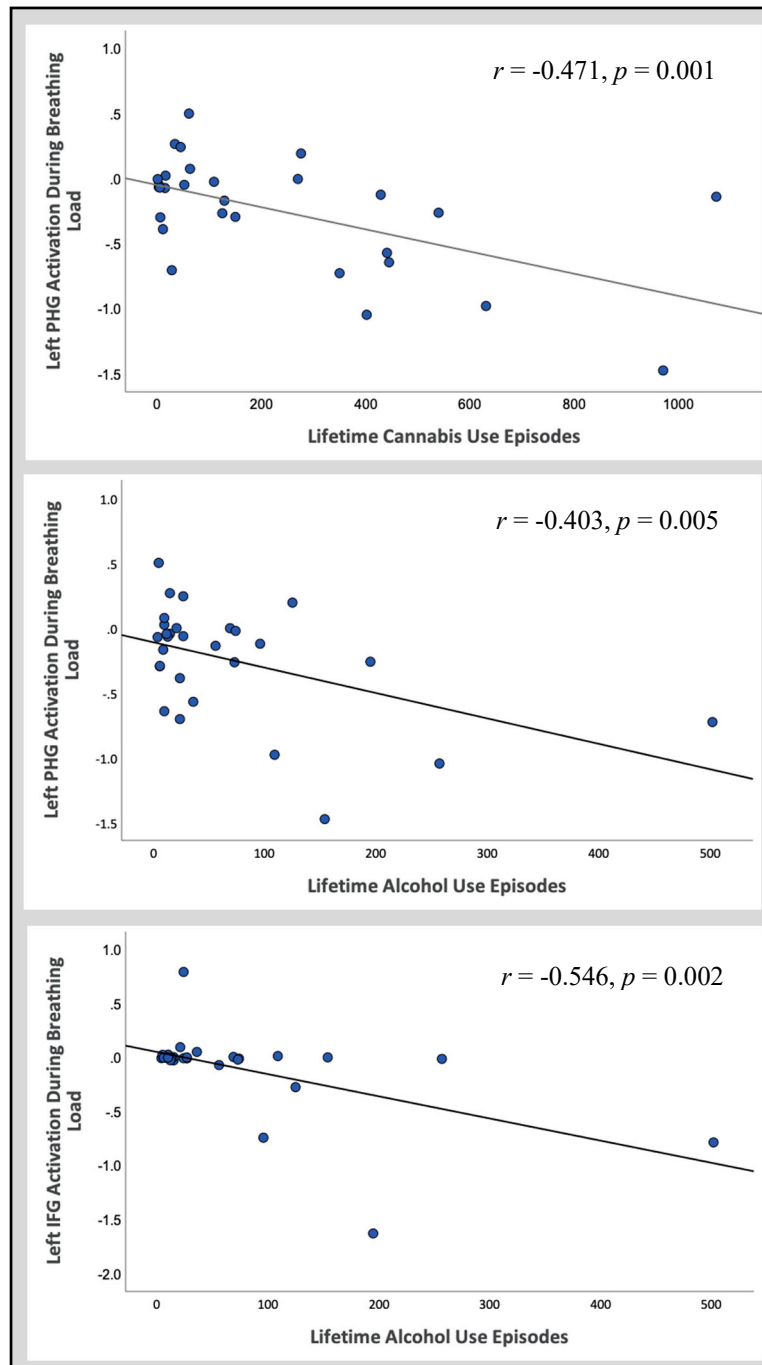 r = -0.471, p = 0.001
Left PHG Activation During Breathing
Load
1.0
.5
.0
-.5
-1.0
-1.5
0 200 400 600 800 1000
Lifetime Cannabis Use Episodes
r = -0.403, p = 0.005
Left PHG Activation During Breathing
Load
1.0
.5
.0
-.5
-1.0
-1.5
0 100 200 300 400 500
Lifetime Alcohol Use Episodes
r = -0.546, p = 0.002
Left IFG Activation During Breathing
Load
1.0
.5
.0
-.5
-1.0
-1.5
-2.0
0 100 200 300 400 500
Lifetime Alcohol Use Episodes